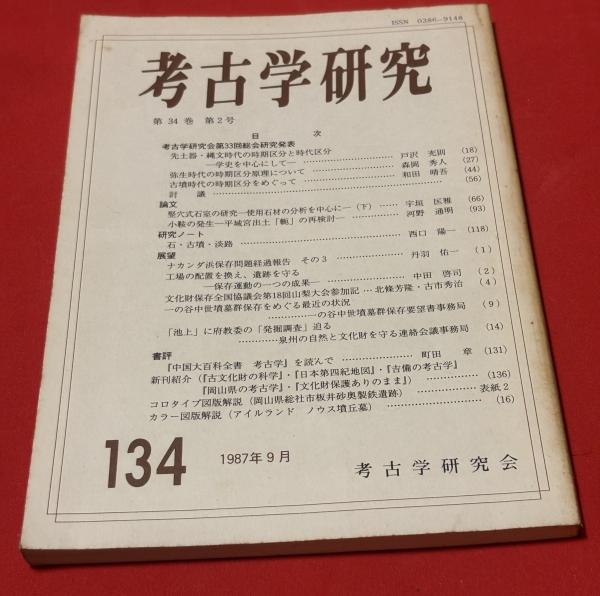 ISSN 0386-9148
考古学研究
第34巻 第2号
目 次
考古学研究会第33回総会研究発表
先土器・縄文時代の時期区分と時代区分
―学史を中心にして― …… 戸沢 充則 (18)
弥生時代の時期区分原理について …… 森岡 秀人 (27)
古墳時代の時期区分をめぐって …… 和田 晴吾 (44)
討 議 …… (56)
論文
竪穴式石室の研究―使用石材の分析を中心に―(下) …… 宇垣 匡雅 (66)
小鞍の発生―平城宮出土「軛」の再検討― …… 河野 通明 (93)
研究ノート
石・古墳・淡路 …… 西口 陽一 (118)
展望
ナカンダ浜保存問題経過報告 その3 …… 丹羽 佑一 (1)
工場の配置を換え、遺跡を守る
―保存運動の一つの成果― …… 中田 啓司 (2)
文化財保存全国協議会第18回山梨大会参加記 … 北條芳隆・古市秀治 (4)
一の谷中世墳墓群保存をめぐる最近の状況
…… 一の谷中世墳墓群保存要望書事務局 (9)
「池上」に府教委の「発掘調査」迫る
…… 泉州の自然と文化財を守る連絡会議事務局 (14)
書評
『中国大百科全書 考古学』を読んで …… 町田 章 (131)
新刊紹介(『古文化財の科学』・『日本第四紀地図』・『吉備の考古学』
『岡山県の考古学』・『文化財保護ありのまま』) …… (136)
コロタイプ図版解説(岡山県総社市板井砂奥製鉄遺跡) …… 表紙2
カラー図版解説(アイルランド ノウス墳丘墓) …… (16)
134
1987年9月
考古学研究会